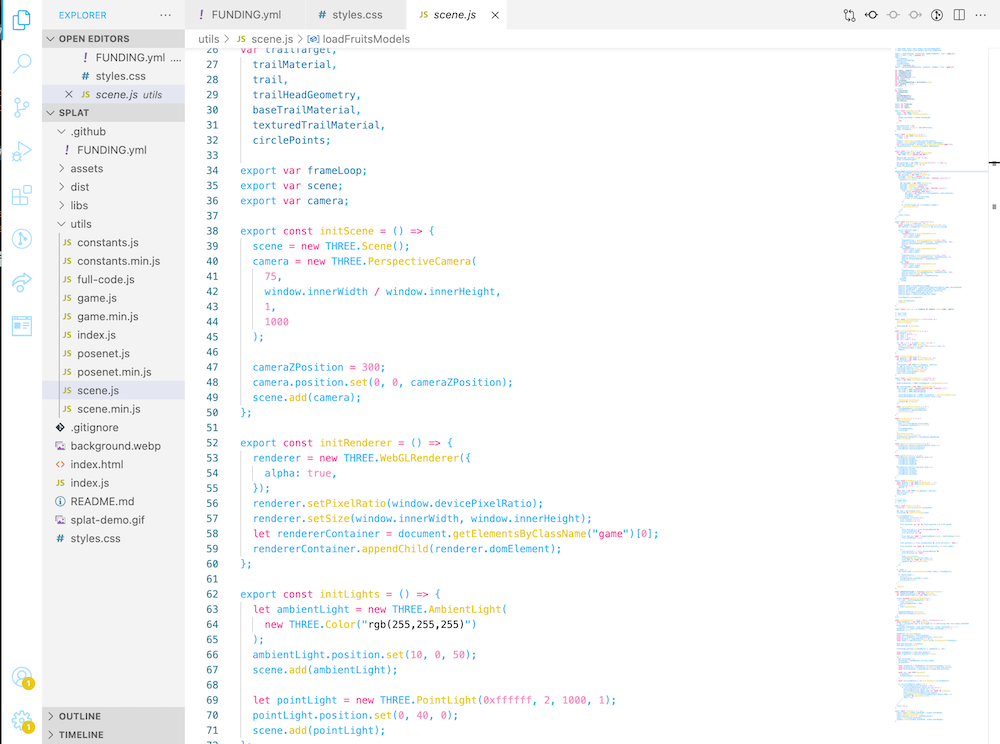 EXPLORER
FUNDING.yml
styles.css
scene.js
OPEN EDITORS
utils > JS scene.js > loadFruitsModels
! FUNDING.yml ....
# styles.css
scene.js utils
SPLAT
.github
! FUNDING.yml
assets
dist
libs
utils
JS constants.js
JS constants.min.js
JS full-code.js
JS game.js
JS game.min.js
JS index.js
JS posenet.js
JS posenet.min.js
JS scene.js
JS scene.min.js
.gitignore
background.webp
<> index.html
JS index.js
README.md
splat-demo.gif
# styles.css
1
1
OUTLINE
TIMELINE
26 var trailTarget,
27 trailMaterial,
28 trail,
29 trailHeadGeometry,
30 baseTrailMaterial,
31 texturedTrailMaterial,
32 circlePoints;
33
34 export var frameLoop;
35 export var scene;
36 export var camera;
37
38 export const initScene = () => {
39 scene = new THREE.Scene();
40 camera = new THREE.PerspectiveCamera(
41 75,
42 window.innerWidth / window.innerHeight,
43 1,
44 1000
45 );
46
47 cameraZPosition = 300;
48 camera.position.set(0, 0, cameraZPosition);
49 scene.add(camera);
50 };
51
52 export const initRenderer = () => {
53 renderer = new THREE.WebGLRenderer({
54 alpha: true,
55 });
56 renderer.setPixelRatio(window.devicePixelRatio);
57 renderer.setSize(window.innerWidth, window.innerHeight);
58 let rendererContainer = document.getElementsByClassName("game")[0];
59 rendererContainer.appendChild(renderer.domElement);
60 };
61
62 export const initLights = () => {
63 let ambientLight = new THREE.AmbientLight(
64 new THREE.Color("rgb(255,255,255)")
65 );
66 ambientLight.position.set(10, 0, 50);
67 scene.add(ambientLight);
68
69 let pointLight = new THREE.PointLight(0xffffff, 2, 1000, 1);
70 pointLight.position.set(0, 40, 0);
71 scene.add(pointLight);
72 };